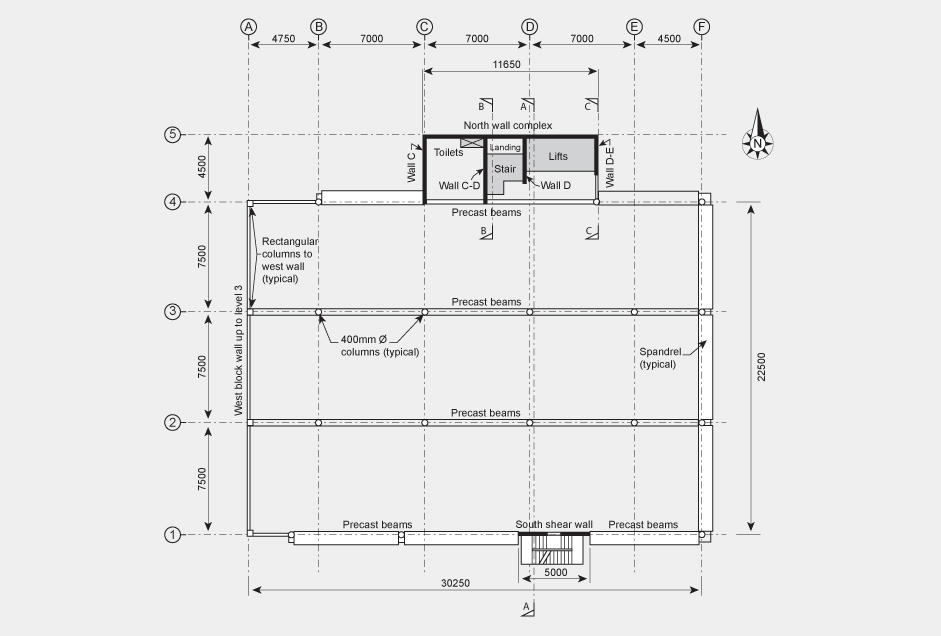 A B C D E F
4750 7000 7000 7000 4500
11650
B A C
5
North wall complex
Toilets
Landing
Stair
Lifts
Wall C
Wall C-D
Wall D
Wall D-E
N
4500
4
Precast beams
B C
Rectangular
columns to
west wall
(typical)
7500
West block wall up to level 3
3
Precast beams
400mm Ø
columns (typical)
Spandrel
(typical)
7500
22500
2
Precast beams
7500
1
Precast beams
South shear wall
Precast beams
5000
30250
A